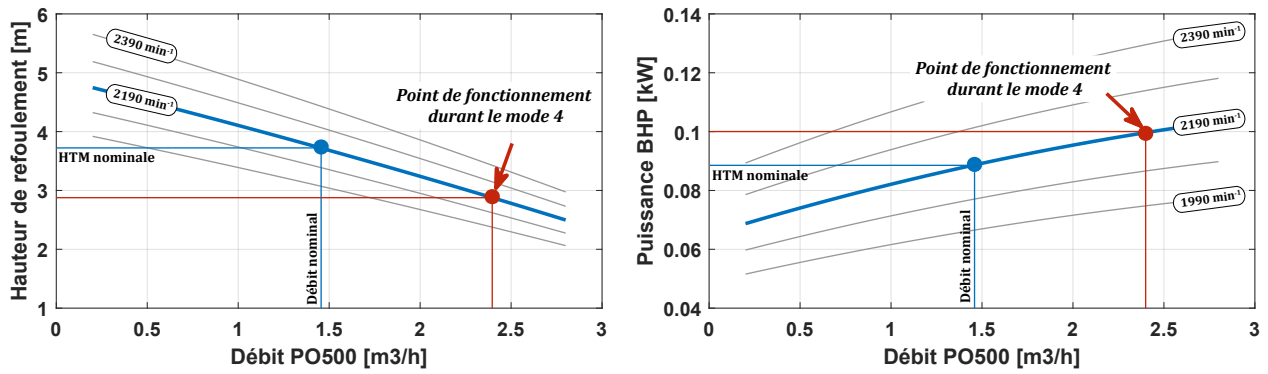 Hauteur de refoulement [m]
6
5
4
3
2
1
2390 min-1
2190 min-1
Point de fonctionnement
durant le mode 4
HTM nominale
Débit nominal
0
0.5
1
1.5
2
2.5
3
Débit PO500 [m3/h]
Puissance BHP [kW]
0.14
0.12
0.1
0.08
0.06
0.04
2390 min-1
Point de fonctionnement
durant le mode 4
2190 min-1
HTM nominale
1990 min-1
Débit nominal
0
0.5
1
1.5
2
2.5
3
Débit PO500 [m3/h]